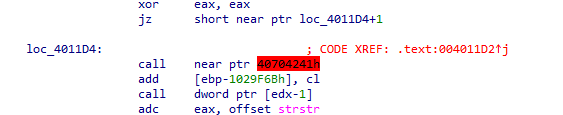 xor eax, eax
jz short near ptr loc_4011D4+1
loc_4011D4: ; CODE XREF: .text:004011D2↑j
call near ptr 40704241h
add [ebp-1029F6Bh], cl
call dword ptr [edx-1]
adc eax, offset strstr